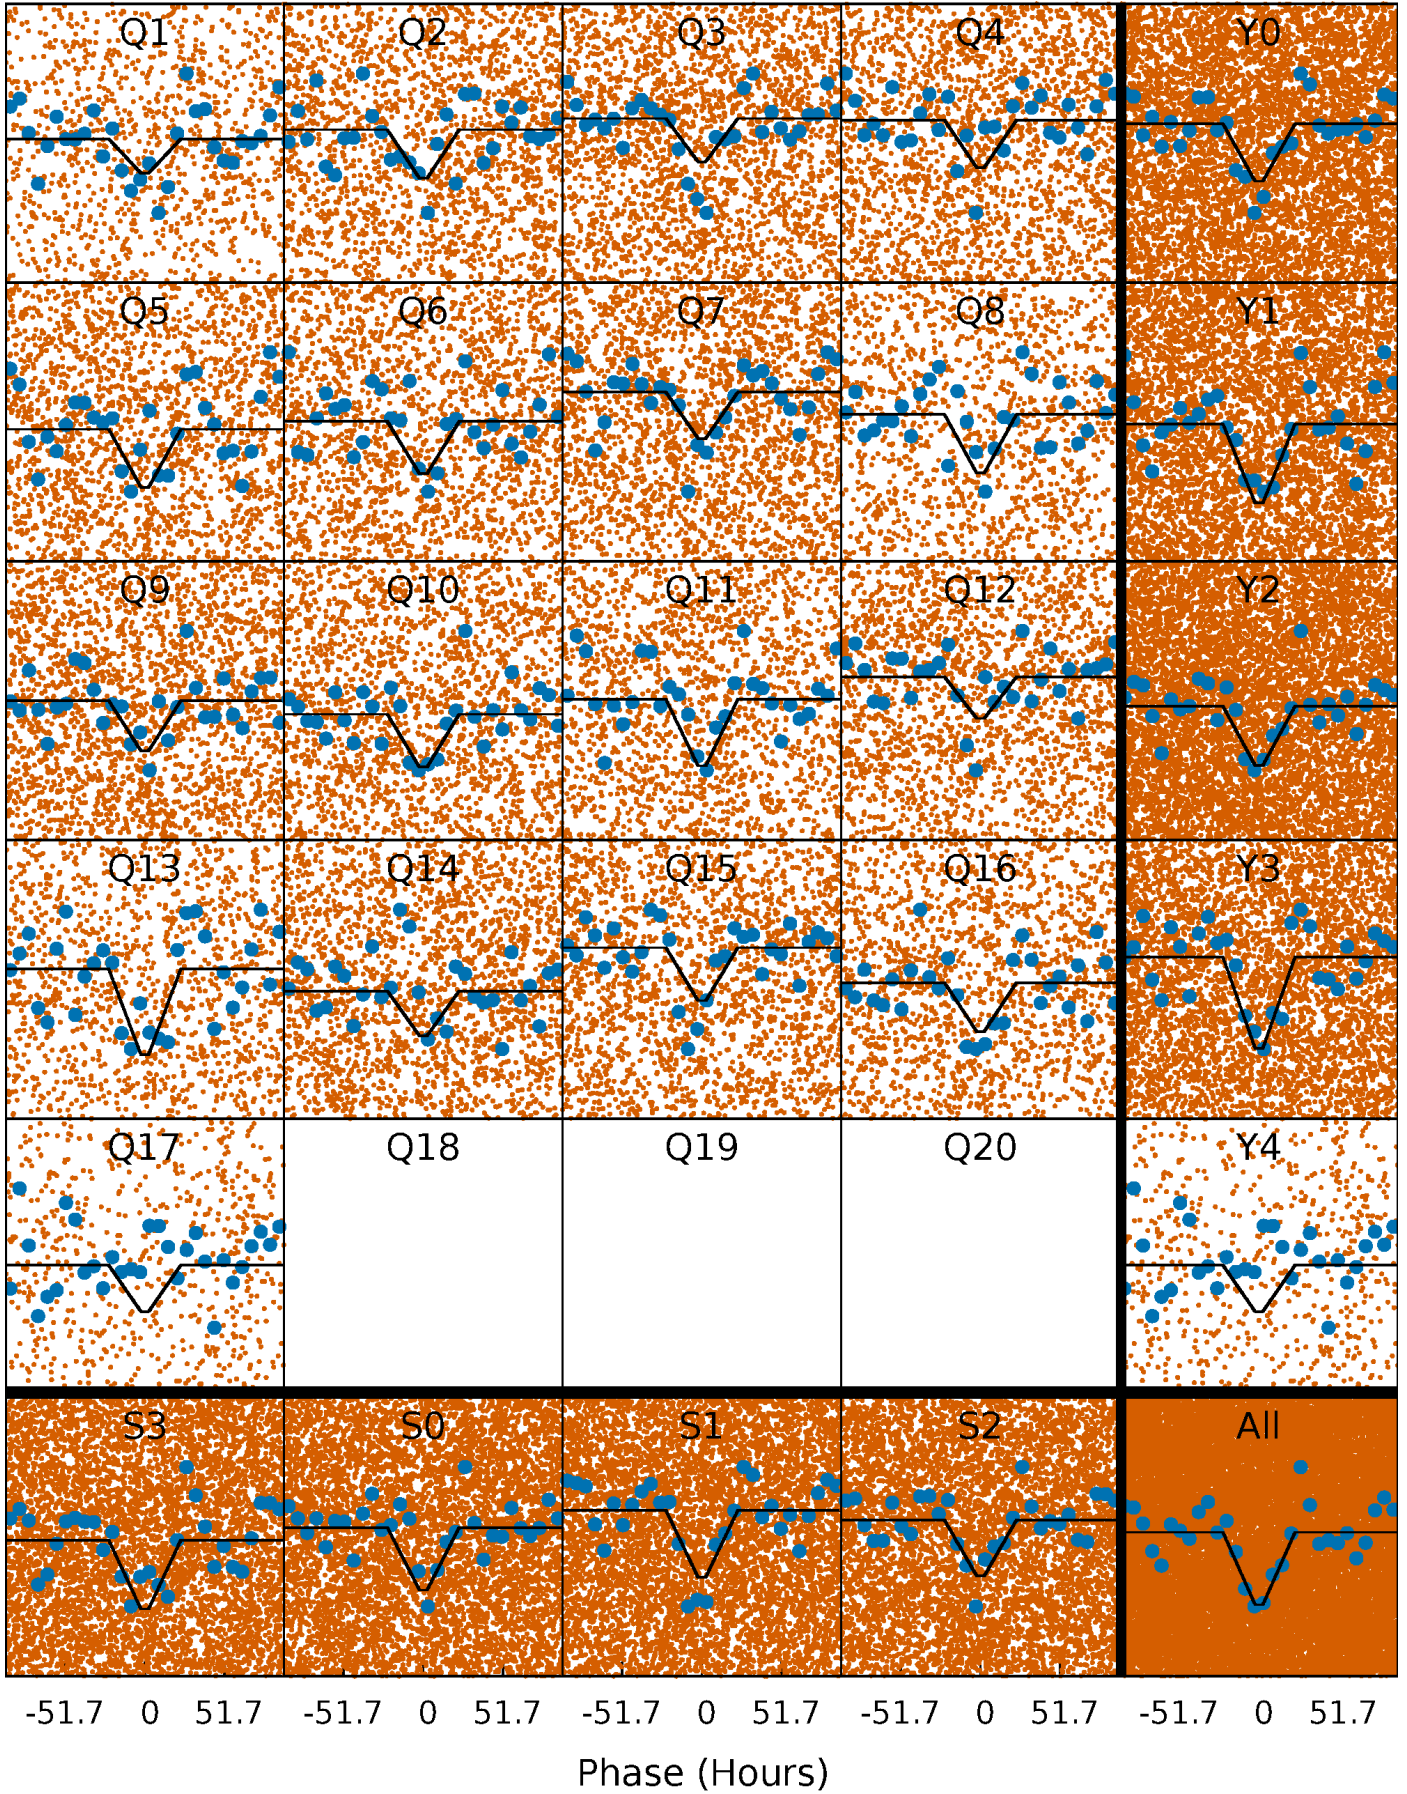 Q1 Q2 Q3 Q4 Y0
Q5 Q6 Q7 Q8 Y1
Q9 Q10 Q11 Q12 Y2
Q13 Q14 Q15 Q16 Y3
Q17 Q18 Q19 Q20 Y4
S3 S0 S1 S2 All
-51.7 0 51.7 -51.7 0 51.7 -51.7 0 51.7 -51.7 0 51.7 -51.7 0 51.7
Phase (Hours)